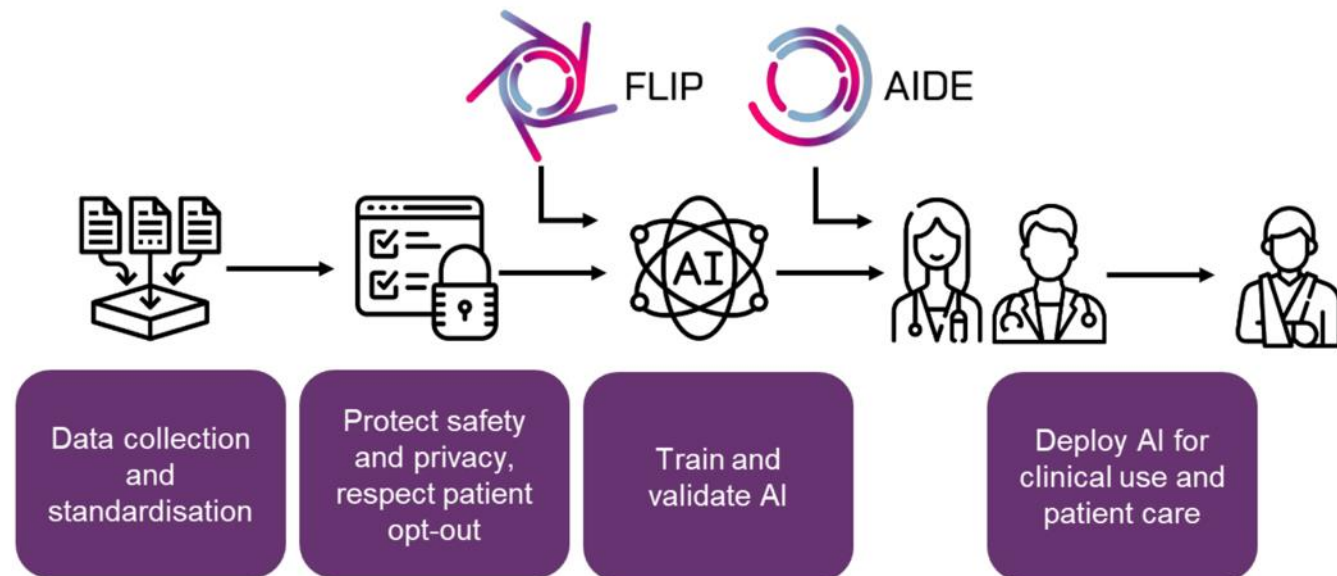 FLIP
AIDE
AI
Data collection
and
standardisation
Protect safety
and privacy,
respect patient
opt-out
Train and
validate AI
Deploy AI for
clinical use and
patient care